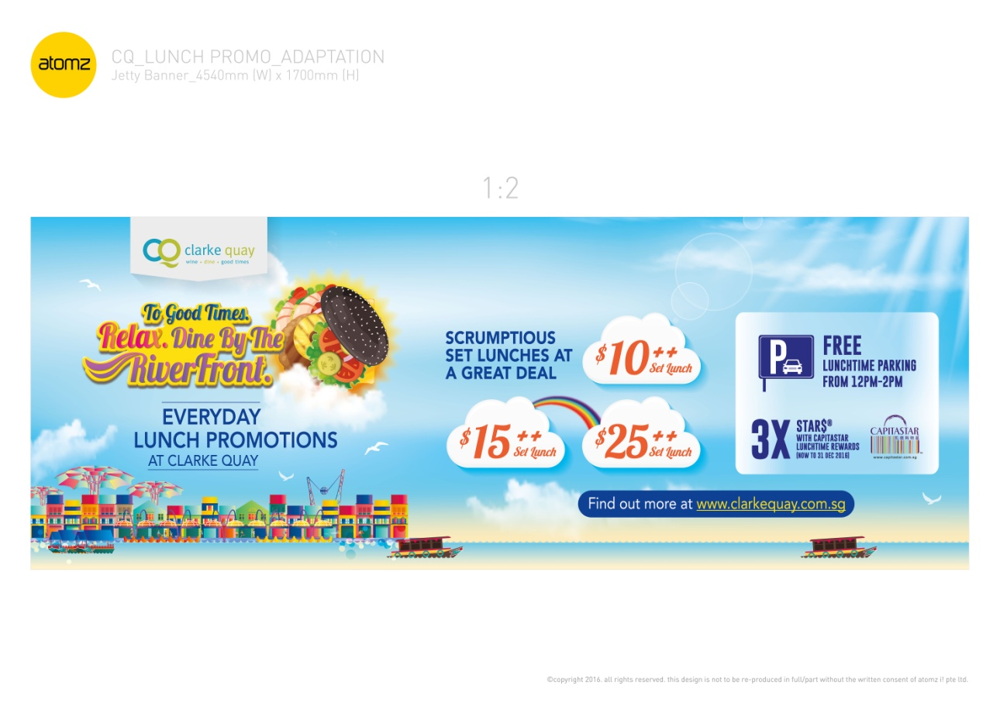 atomz
CQ_LUNCH PROMO_ADAPTATION
Jetty Banner_4540mm (W) x 1700mm (H)
1:2
CQ clarke quay
wine • dine • good times
To Good Times.
Relax. Dine By The
RiverFront.
EVERYDAY
LUNCH PROMOTIONS
AT CLARKE QUAY
SCRUMPTIOUS
SET LUNCHES AT
A GREAT DEAL
$10++
Set Lunch
$15++
Set Lunch
$25++
Set Lunch
P
FREE
LUNCHTIME PARKING
FROM 12PM-2PM
3X
STAR$®
WITH CAPITASTAR
LUNCHTIME REWARDS
(NOW TO 31 DEC 2016)
CAPITASTAR
www.capitastar.com.sg
Find out more at www.clarkequay.com.sg
©copyright 2016. all rights reserved. this design is not to be re-produced in full/part without the written consent of atomz i! pte ltd.